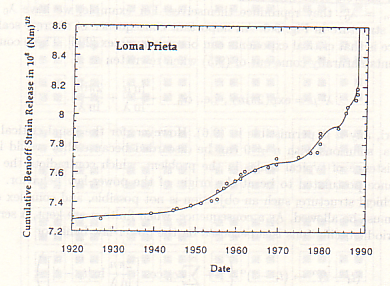 8.6
Loma Prieta
8.4
8.2
8
7.8
7.6
7.4
7.2
Cumulative Benioff Strain Release in 10⁸ (Nm)^1/2
1920 1930 1940 1950 1960 1970 1980 1990
Date